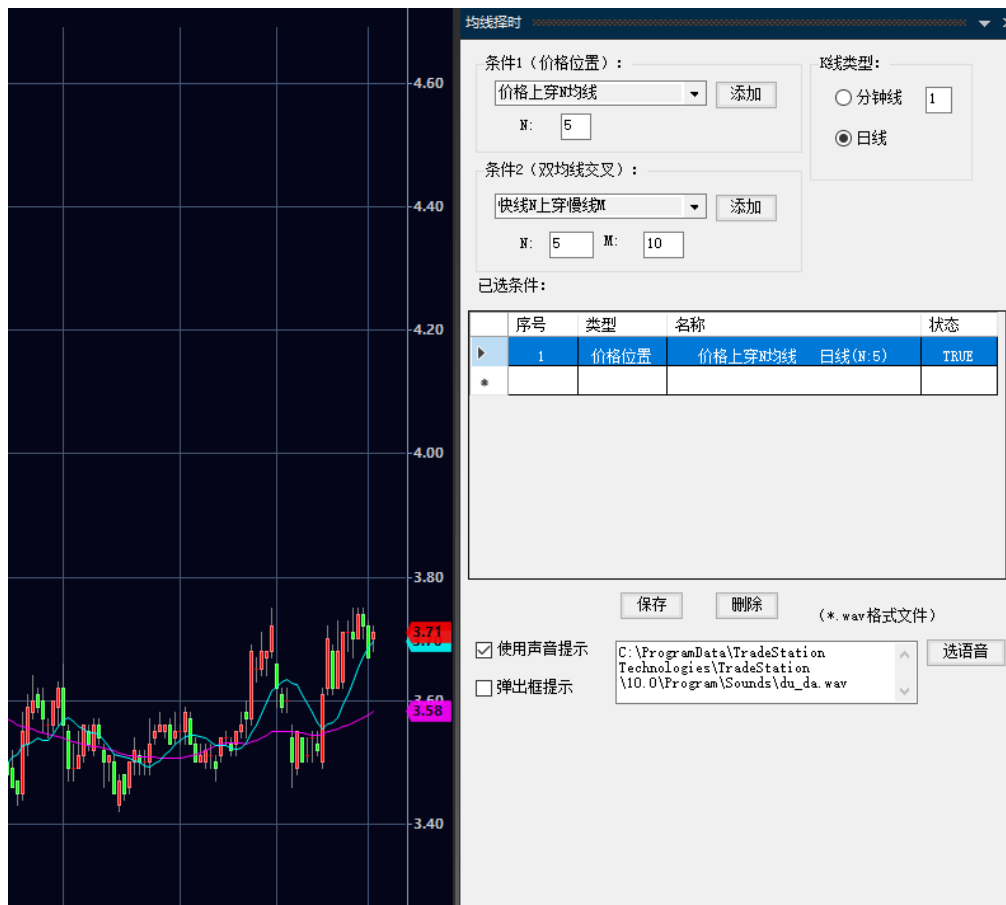 均线择时
4.60
4.40
4.20
4.00
3.80
3.71
3.60
3.58
3.40
条件1（价格位置）:
价格上穿N均线
添加
N:
5
K线类型:
分钟线
1
日线
条件2（双均线交叉）:
快线N上穿慢线M
添加
N:
5
M:
10
已选条件:
序号 类型 名称 状态
1 价格位置 价格上穿N均线 日线(N:5) TRUE
保存
删除
(*.wav格式文件)
使用声音提示
弹出框提示
C:\ProgramData\TradeStation
Technologies\TradeStation
\10.0\Program\Sounds\du_da.wav
选语音